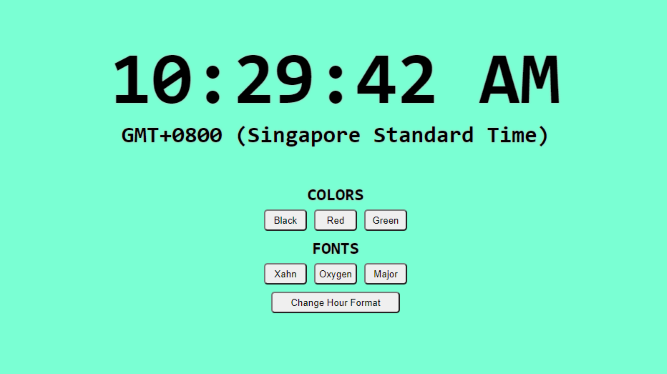 10:29:42 AM
GMT+0800 (Singapore Standard Time)
COLORS
Black Red Green
FONTS
Xahn Oxygen Major
Change Hour Format